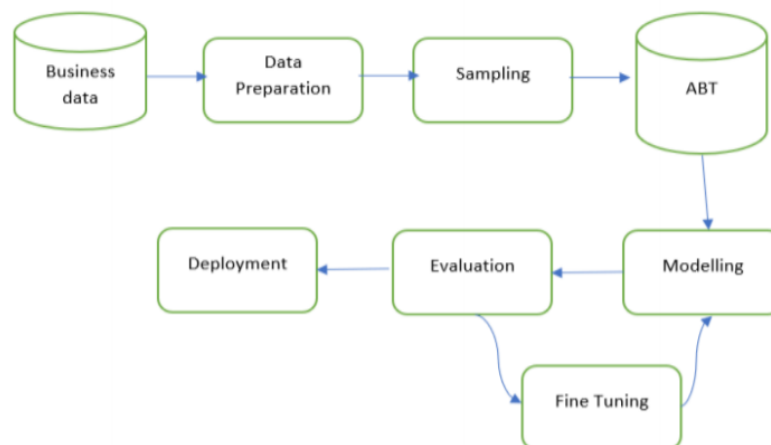 Business
data
Data
Preparation
Sampling
ABT
Deployment
Evaluation
Modelling
Fine Tuning